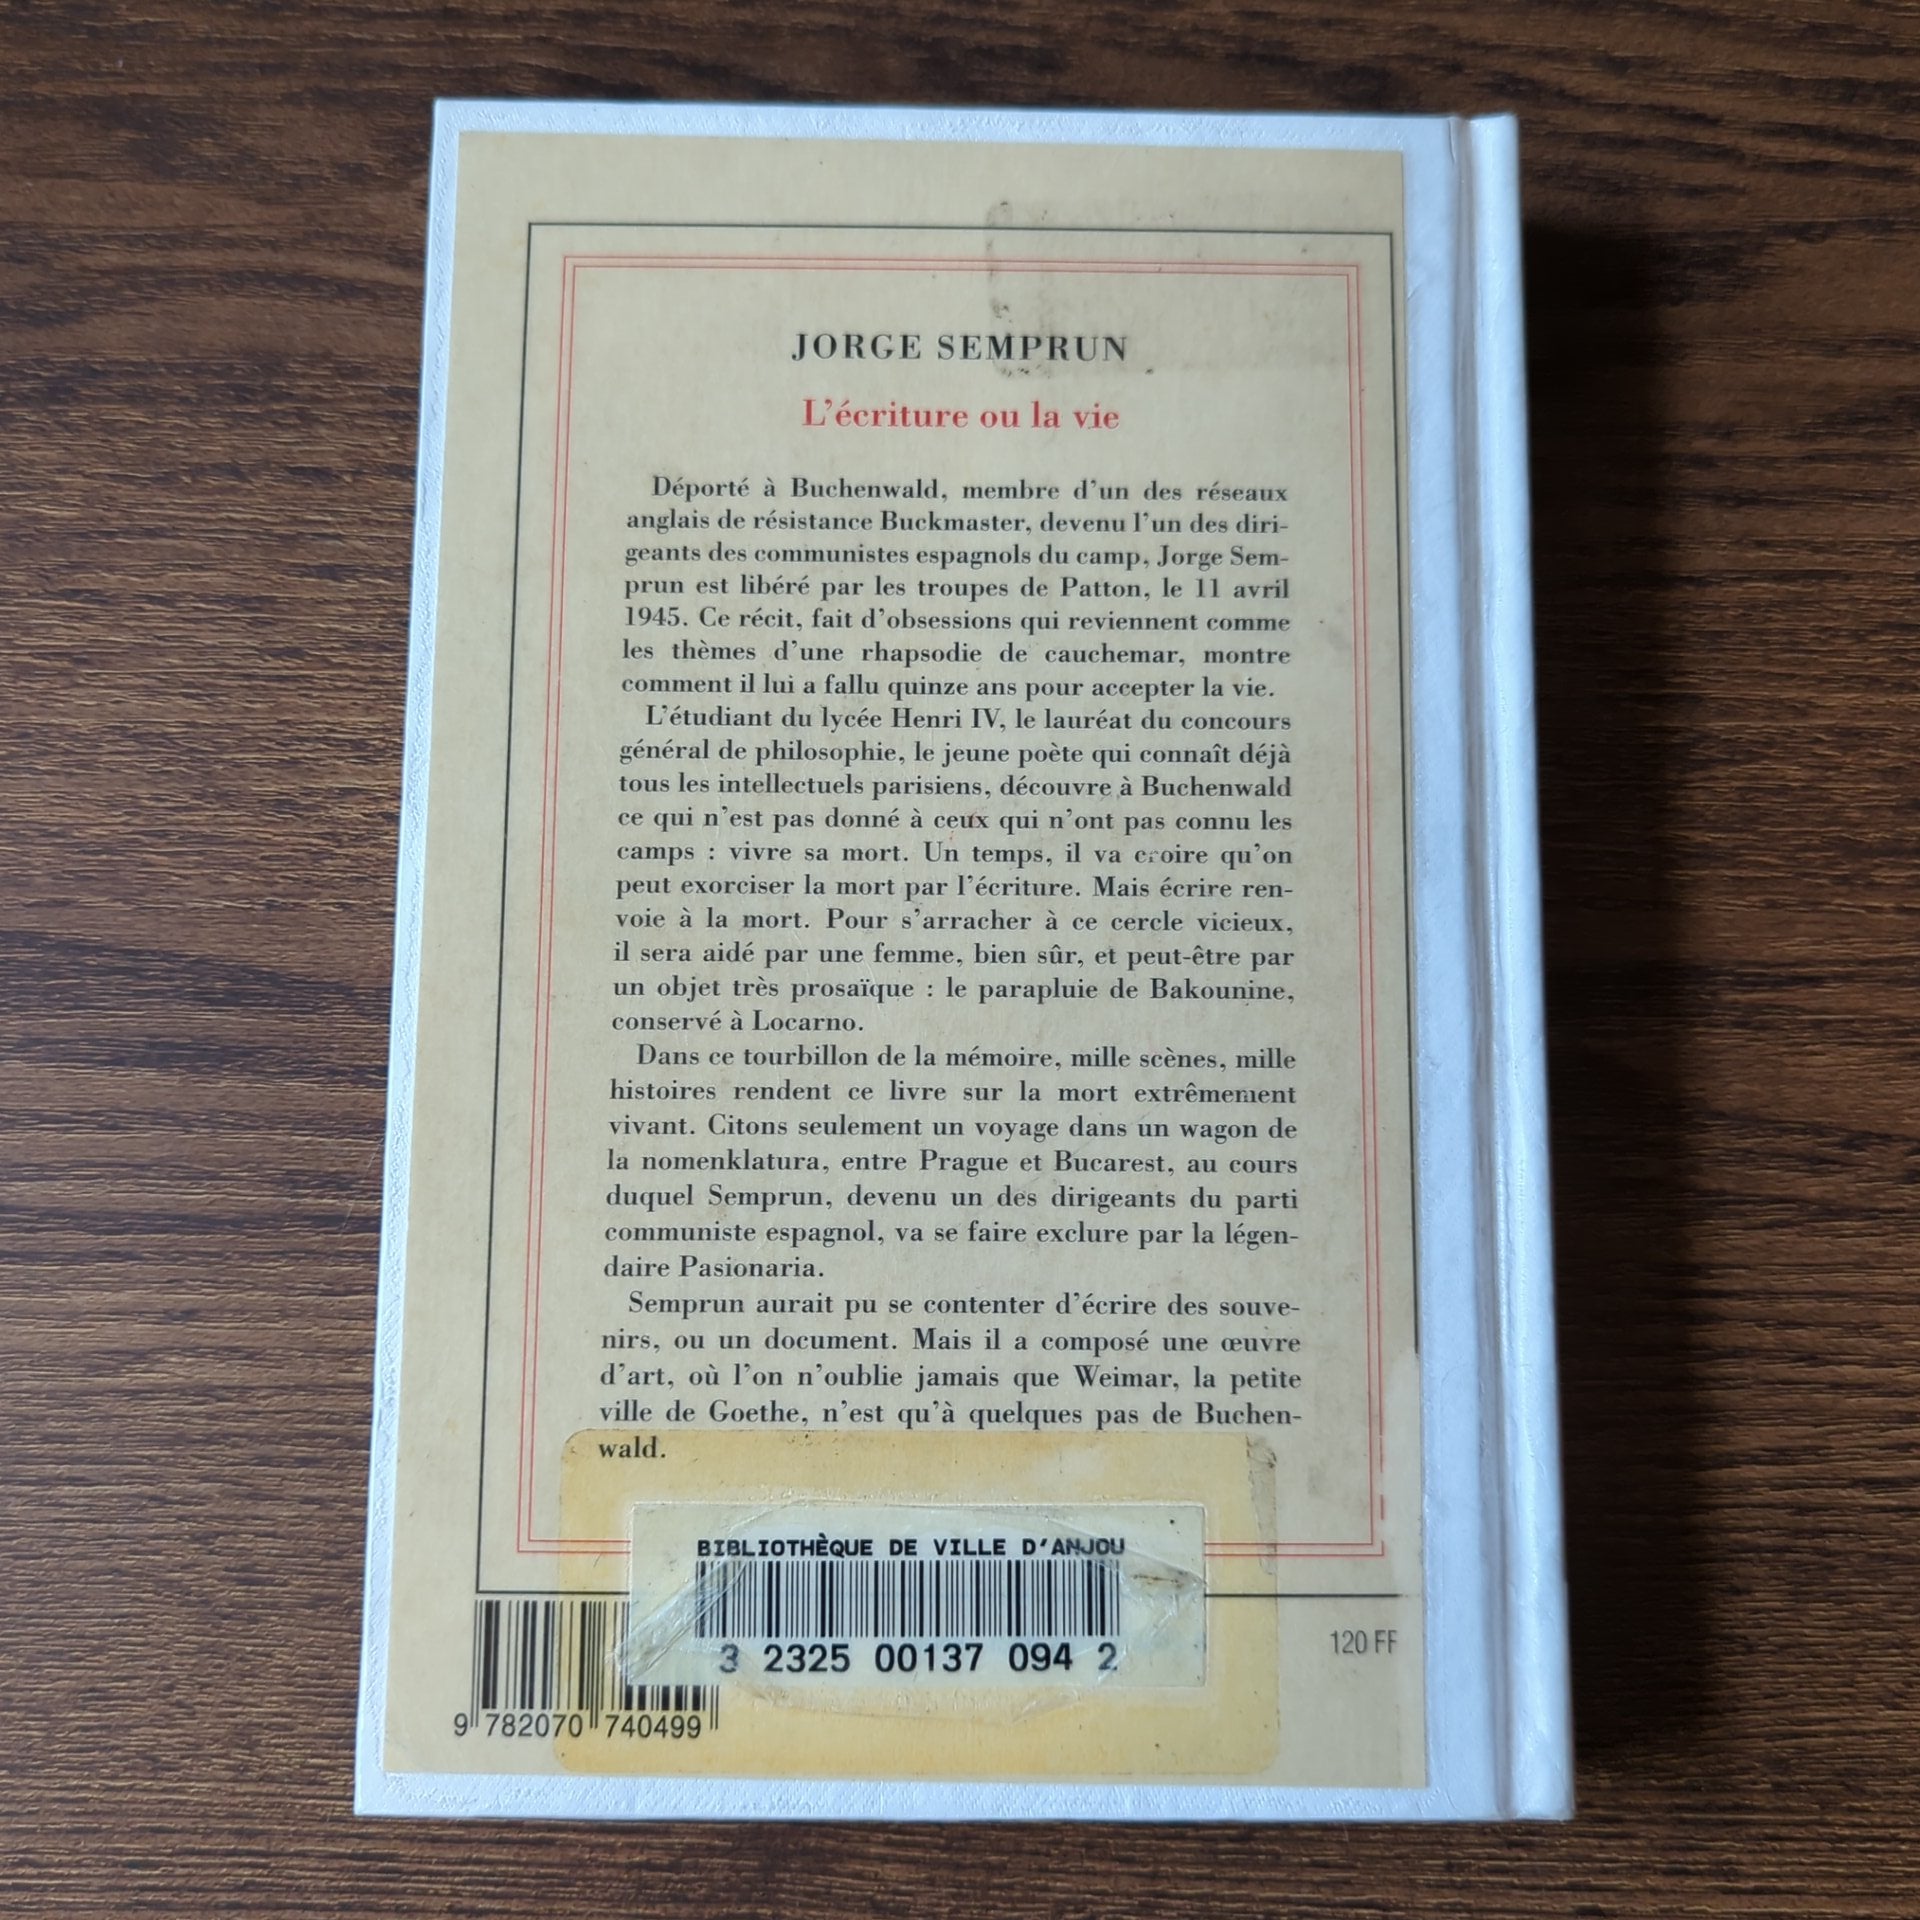 JORGE SEMPRUN
L'écriture ou la vie
Déporté à Buchenwald, membre d'un des réseaux
anglais de résistance Buckmaster, devenu l'un des diri-
geants des communistes espagnols du camp, Jorge Sem-
prun est libéré par les troupes de Patton, le 11 avril
1945. Ce récit, fait d'obsessions qui reviennent comme
les thèmes d'une rhapsodie de cauchemar, montre
comment il lui a fallu quinze ans pour accepter la vie.
L'étudiant du lycée Henri IV, le lauréat du concours
général de philosophie, le jeune poète qui connaît déjà
tous les intellectuels parisiens, découvre à Buchenwald
ce qui n'est pas donné à ceux qui n'ont pas connu les
camps : vivre sa mort. Un temps, il va croire qu'on
peut exorciser la mort par l'écriture. Mais écrire ren-
voie à la mort. Pour s'arracher à ce cercle vicieux,
il sera aidé par une femme, bien sûr, et peut-être par
un objet très prosaïque : le parapluie de Bakounine,
conservé à Locarno.
Dans ce tourbillon de la mémoire, mille scènes, mille
histoires rendent ce livre sur la mort extrêmement
vivant. Citons seulement un voyage dans un wagon de
la nomenklatura, entre Prague et Bucarest, au cours
duquel Semprun, devenu un des dirigeants du parti
communiste espagnol, va se faire exclure par la légen-
daire Pasionaria.
Semprun aurait pu se contenter d'écrire des souve-
nirs, ou un document. Mais il a composé une œuvre
d'art, où l'on n'oublie jamais que Weimar, la petite
ville de Goethe, n'est qu'à quelques pas de Buchen-
wald.
BIBLIOTHÈQUE DE VILLE D'ANJOU
3 2325 00137 094 2
120 FF
9 782070 740499